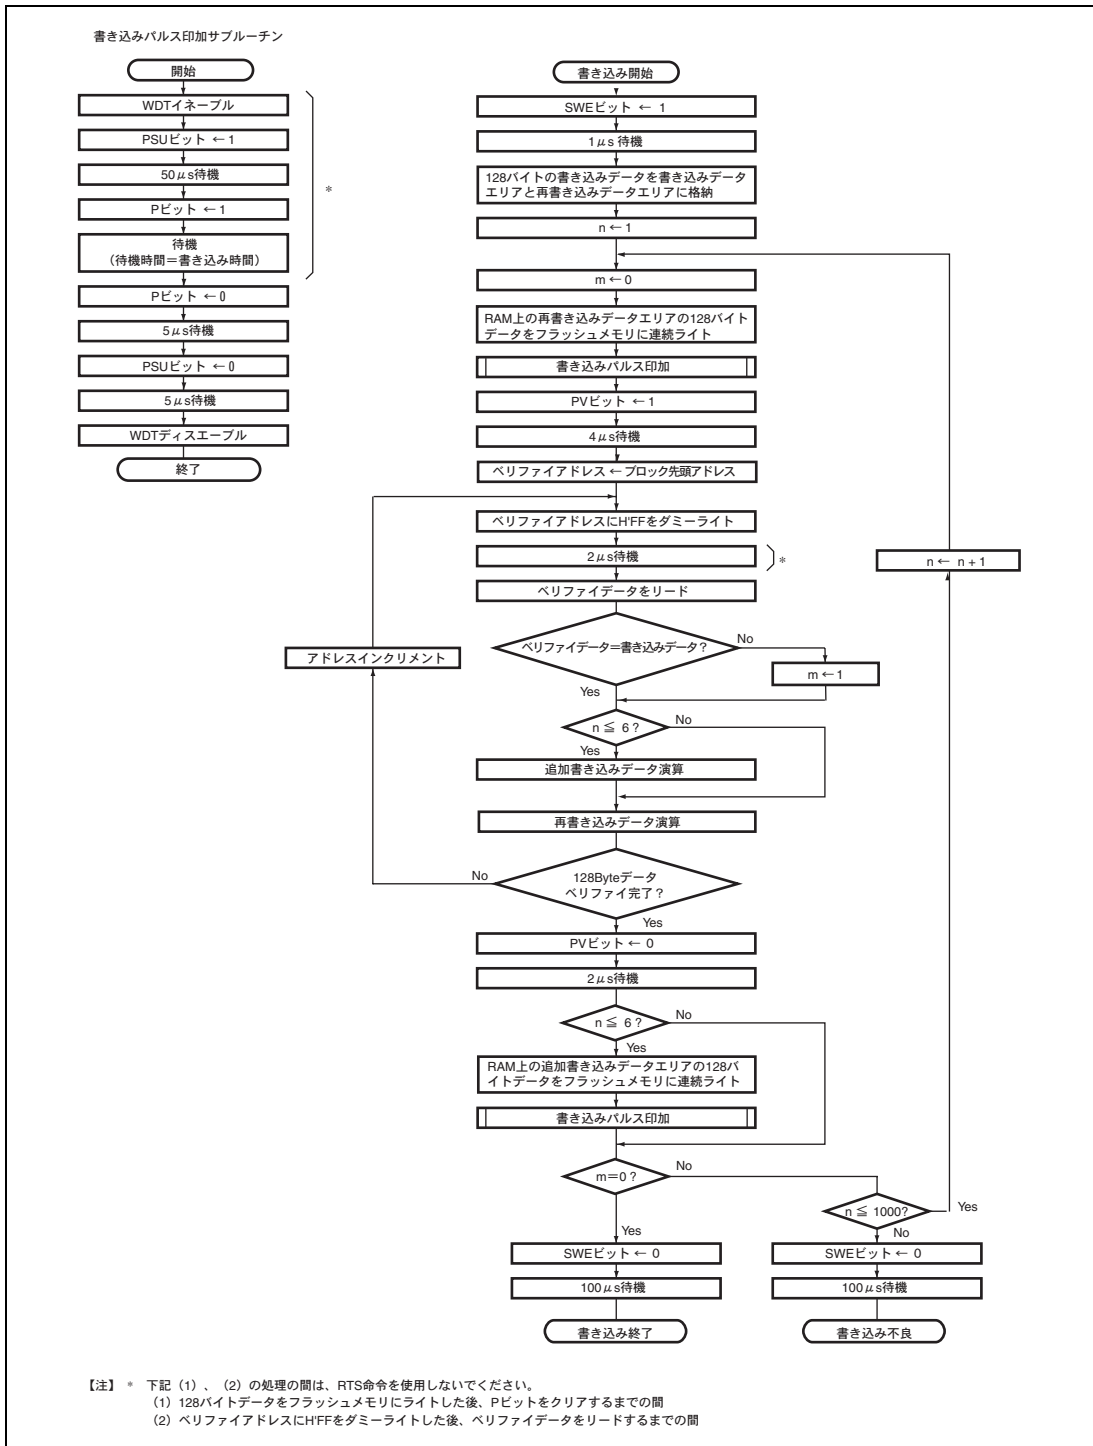 書き込みパルス印加サブルーチン
開始
WDTイネーブル
PSUビット ← 1
50μs待機
Pビット ← 1
待機
（待機時間＝書き込み時間）
*
Pビット ← 0
5μs待機
PSUビット ← 0
5μs待機
WDTディスエーブル
終了
書き込み開始
SWEビット ← 1
1μs 待機
128バイトの書き込みデータを書き込みデータ
エリアと再書き込みデータエリアに格納
n ← 1
m ← 0
RAM上の再書き込みデータエリアの128バイト
データをフラッシュメモリに連続ライト
書き込みパルス印加
PVビット ← 1
4μs待機
ベリファイアドレス ← ブロック先頭アドレス
ベリファイアドレスにH'FFをダミーライト
2μs待機
*
n ← n + 1
ベリファイデータをリード
ベリファイデータ＝書き込みデータ？
No
m ← 1
アドレスインクリメント
Yes
n ≦ 6 ?
No
Yes
追加書き込みデータ演算
再書き込みデータ演算
128Byteデータ
ベリファイ完了？
No
Yes
PVビット ← 0
2μs待機
n ≦ 6 ?
No
Yes
RAM上の追加書き込みデータエリアの128バ
イトデータをフラッシュメモリに連続ライト
書き込みパルス印加
m＝0 ?
No
n ≦ 1000?
Yes
Yes
No
SWEビット ← 0
SWEビット ← 0
100μs待機
100μs待機
書き込み終了
書き込み不良
【注】 * 下記（1）、（2）の処理の間は、RTS命令を使用しないでください。
（1）128バイトデータをフラッシュメモリにライトした後、Pビットをクリアするまでの間
（2）ベリファイアドレスにH'FFをダミーライトした後、ベリファイデータをリードするまでの間